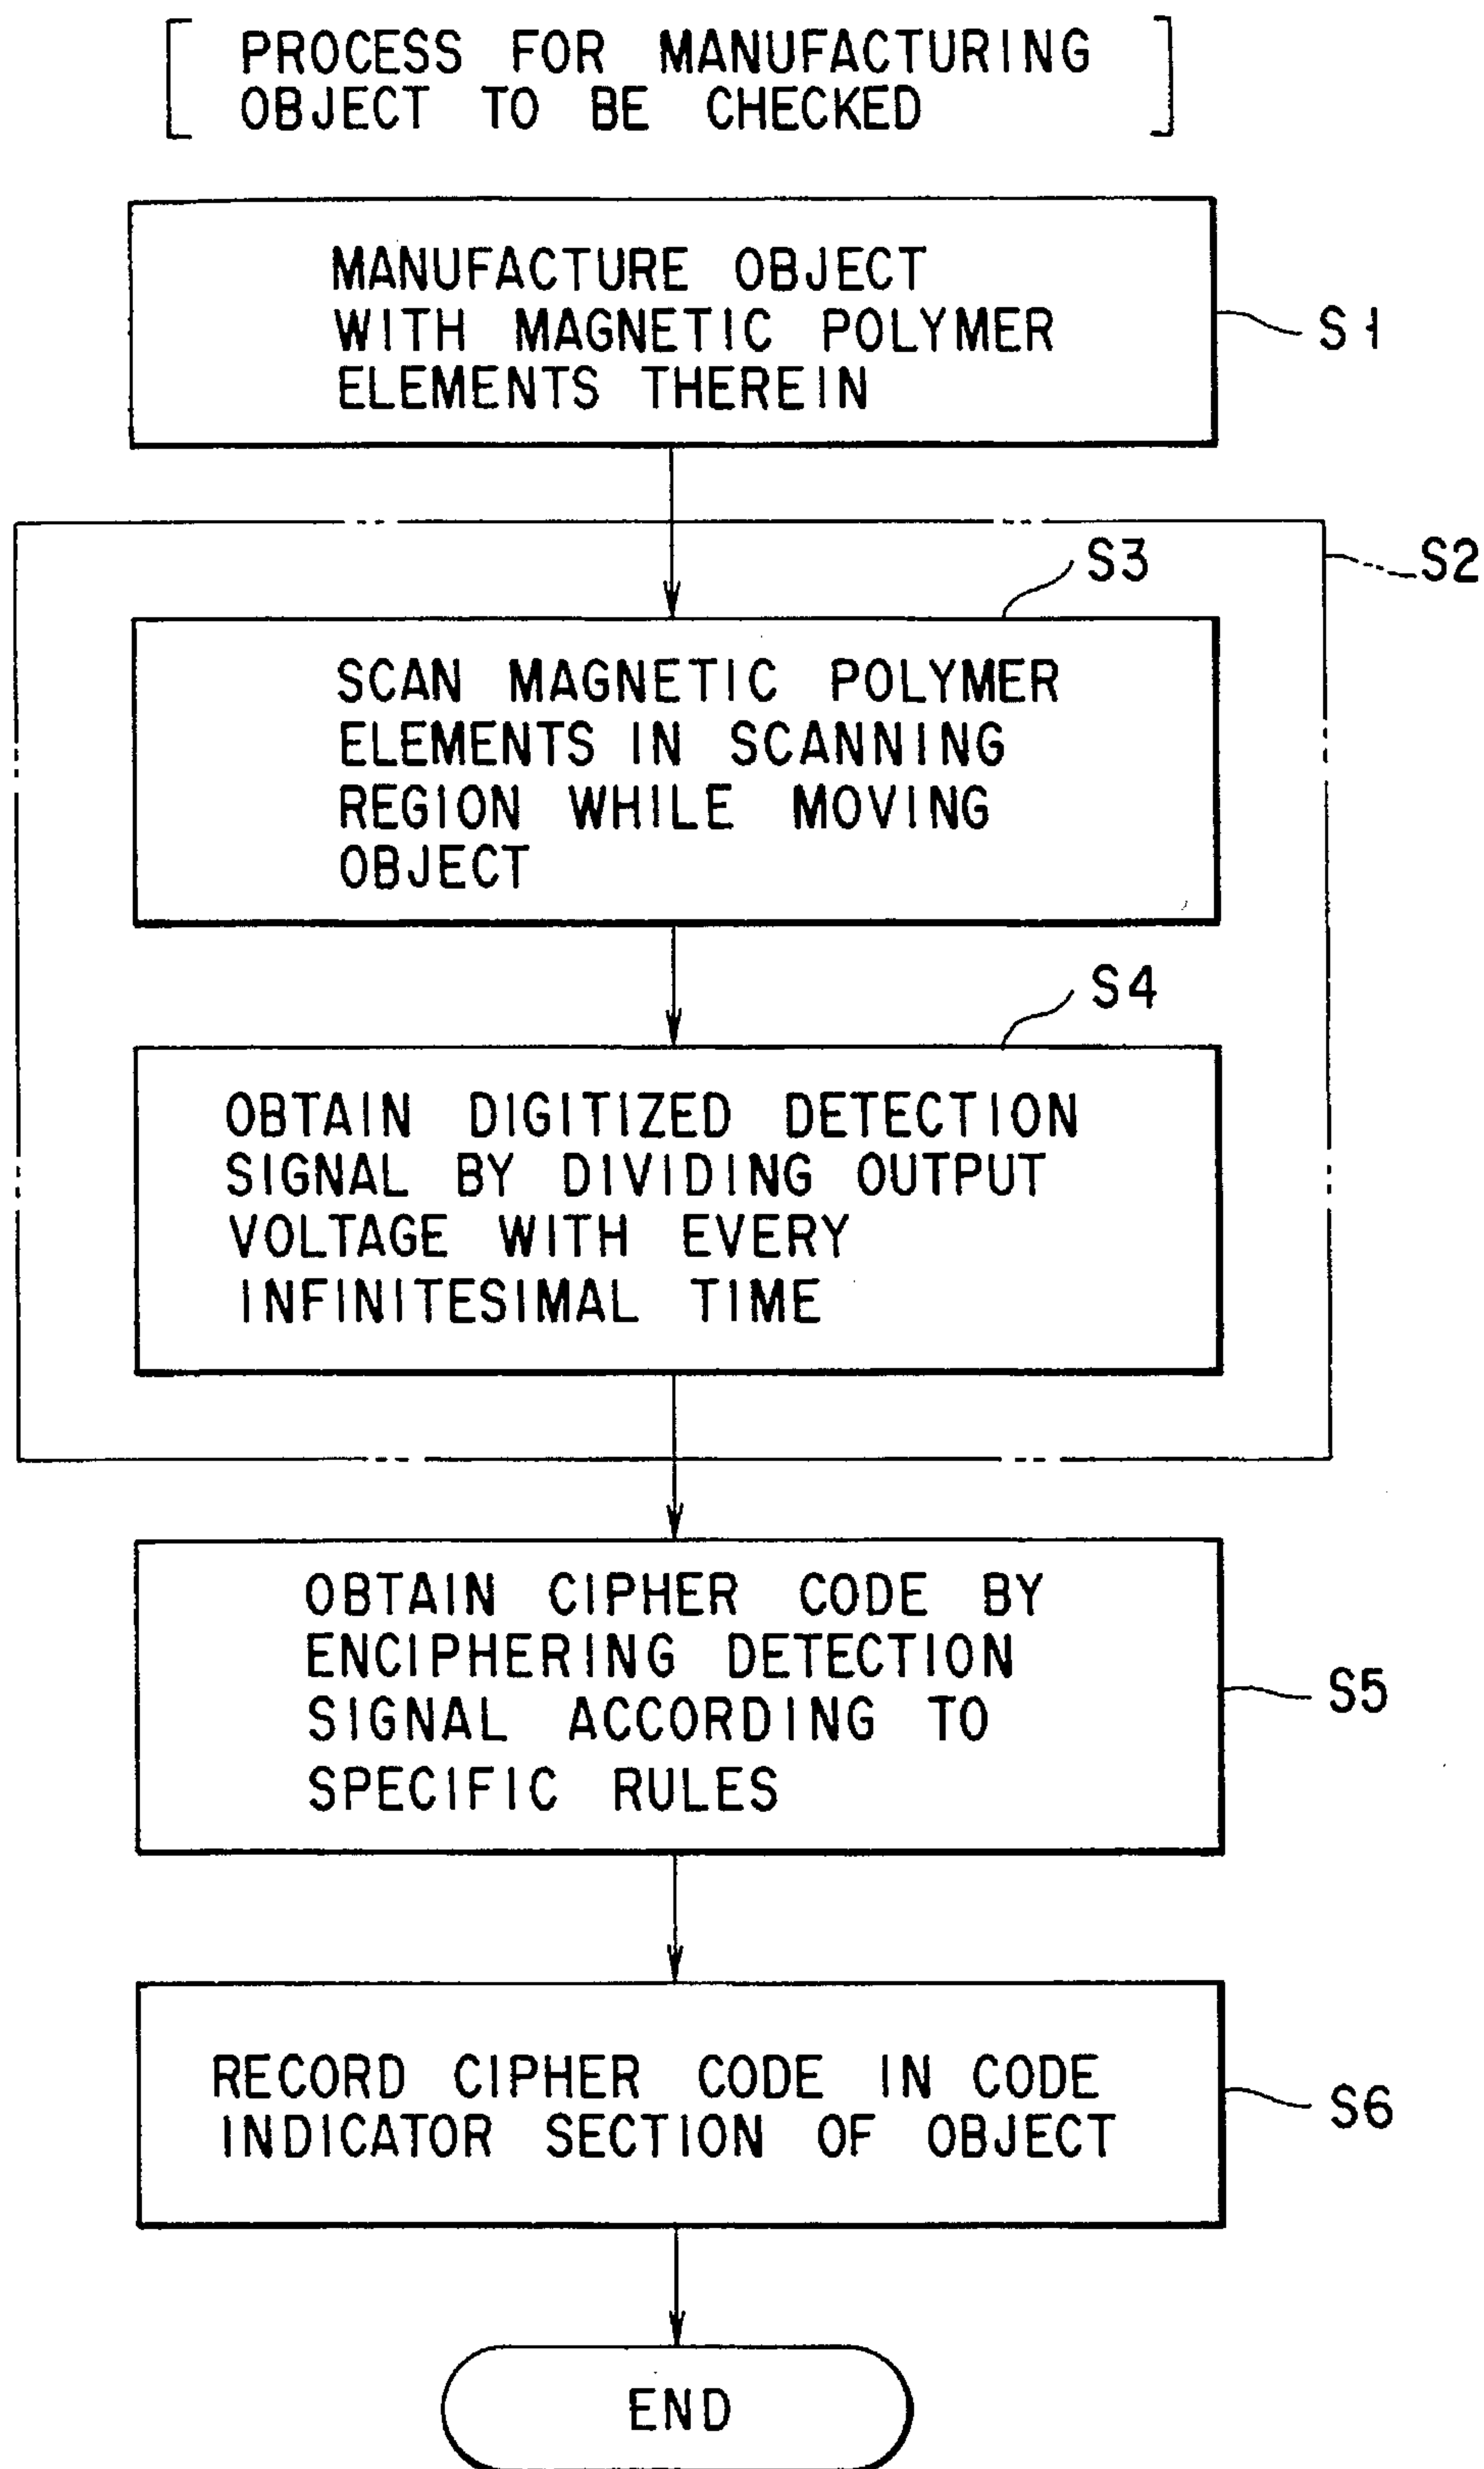 PROCESS FOR MANUFACTURING
OBJECT TO BE CHECKED
MANUFACTURE OBJECT
WITH MAGNETIC POLYMER
ELEMENTS THEREIN
S1
S2
S3
SCAN MAGNETIC POLYMER
ELEMENTS IN SCANNING
REGION WHILE MOVING
OBJECT
S4
OBTAIN DIGITIZED DETECTION
SIGNAL BY DIVIDING OUTPUT
VOLTAGE WITH EVERY
INFINITESIMAL TIME
OBTAIN CIPHER CODE BY
ENCIPHERING DETECTION
SIGNAL ACCORDING TO
SPECIFIC RULES
S5
RECORD CIPHER CODE IN CODE
INDICATOR SECTION OF OBJECT
S6
END